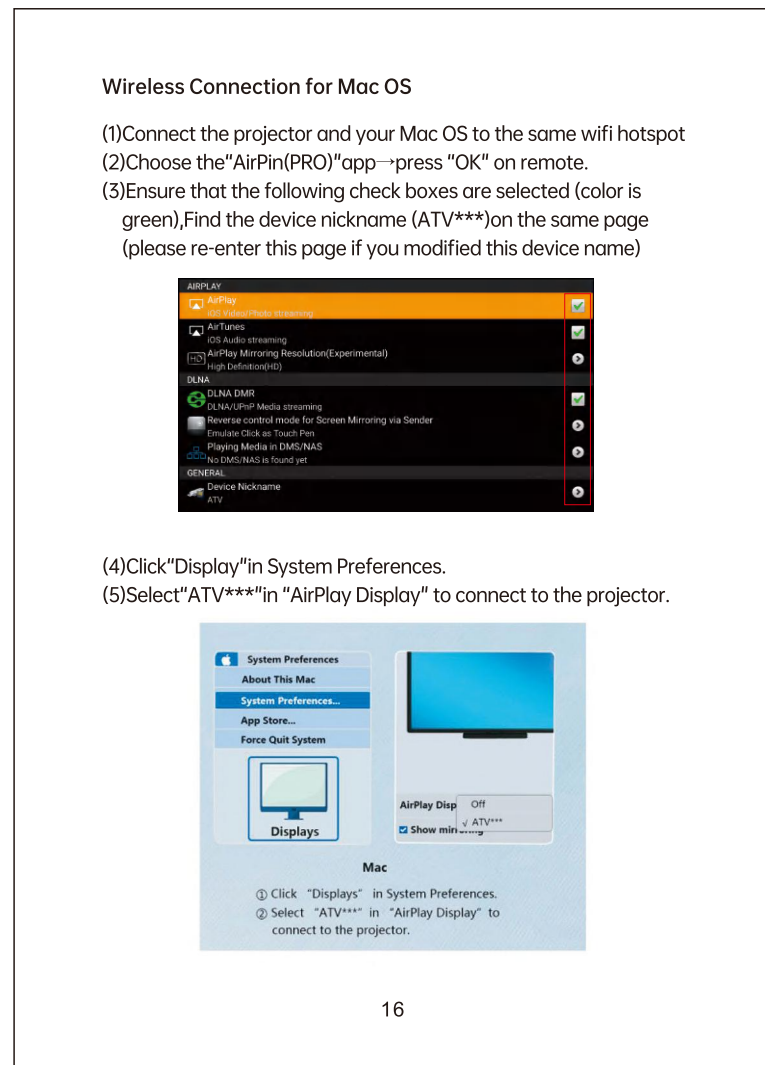 Wireless Connection for Mac OS
(1)Connect the projector and your Mac OS to the same wifi hotspot
(2)Choose the"AirPin(PRO)"app→press "OK" on remote.
(3)Ensure that the following check boxes are selected (color is
green),Find the device nickname (ATV***)on the same page
(please re-enter this page if you modified this device name)
AIRPLAY
AirPlay
iOS Video/Photo streaming
AirTunes
iOS Audio streaming
HD AirPlay Mirroring Resolution(Experimental)
High Definition(HD)
DLNA
DLNA DMR
DLNA/UPnP Media streaming
Reverse control mode for Screen Mirroring via Sender
Emulate Click as Touch Pen
Playing Media in DMS/NAS
No DMS/NAS is found yet
GENERAL
Device Nickname
ATV
(4)Click"Display"in System Preferences.
(5)Select"ATV***"in "AirPlay Display" to connect to the projector.
System Preferences
About This Mac
System Preferences...
App Store...
Force Quit System
Displays
AirPlay Disp
Off
√ ATV***
Show mirroring
Mac
① Click "Displays" in System Preferences.
② Select "ATV***" in "AirPlay Display" to
connect to the projector.
16